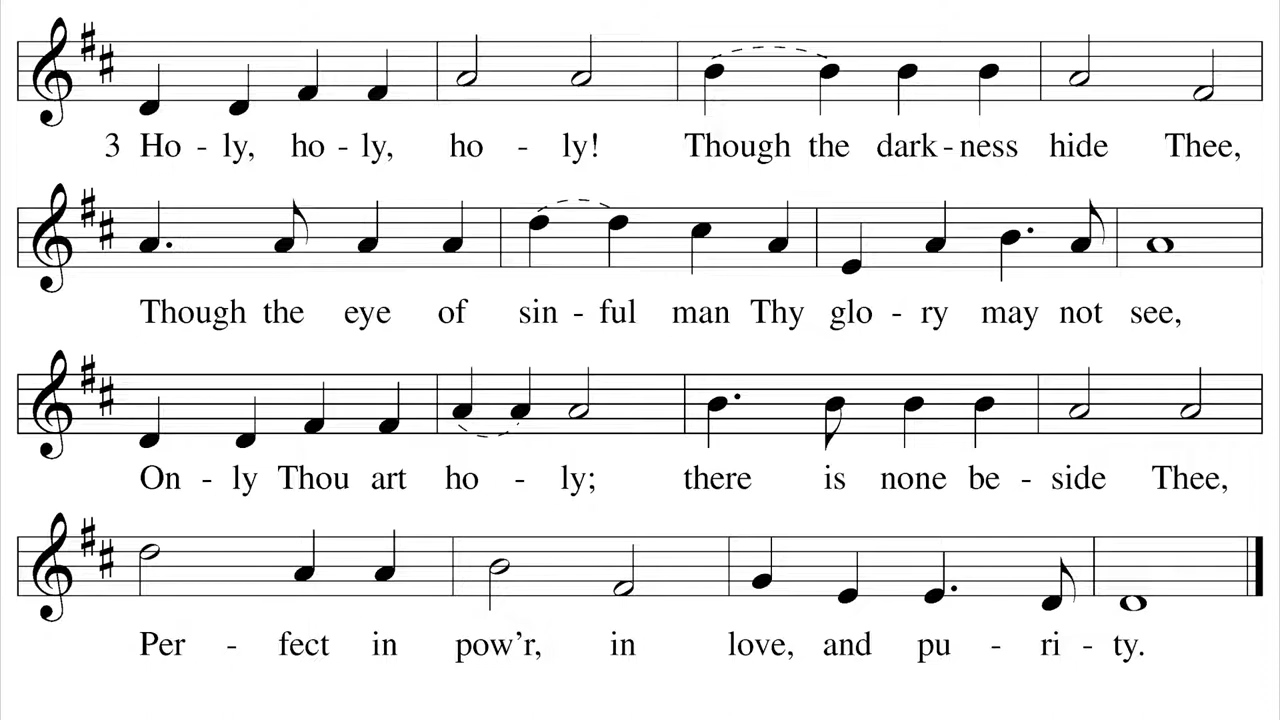 3 Ho - ly, ho - ly, ho - ly! Though the dark - ness hide Thee,
Though the eye of sin - ful man Thy glo - ry may not see,
On - ly Thou art ho - ly; there is none be - side Thee,
Per - fect in pow’r, in love, and pu - ri - ty.